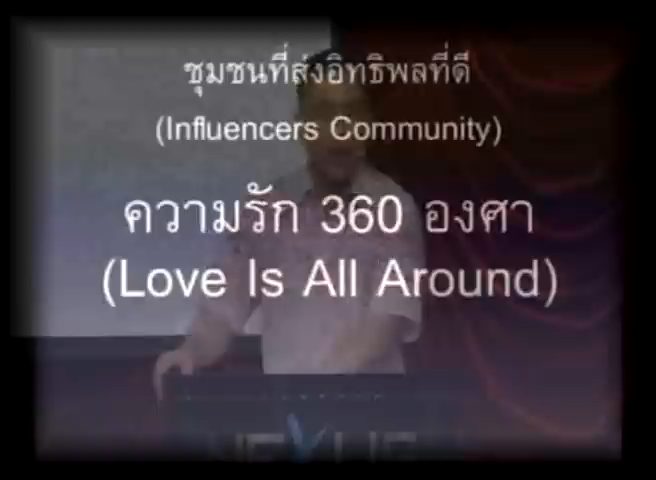 ชุมชนที่ส่งอิทธิพลที่ดี
(Influencers Community)
ความรัก 360 องศา
(Love Is All Around)